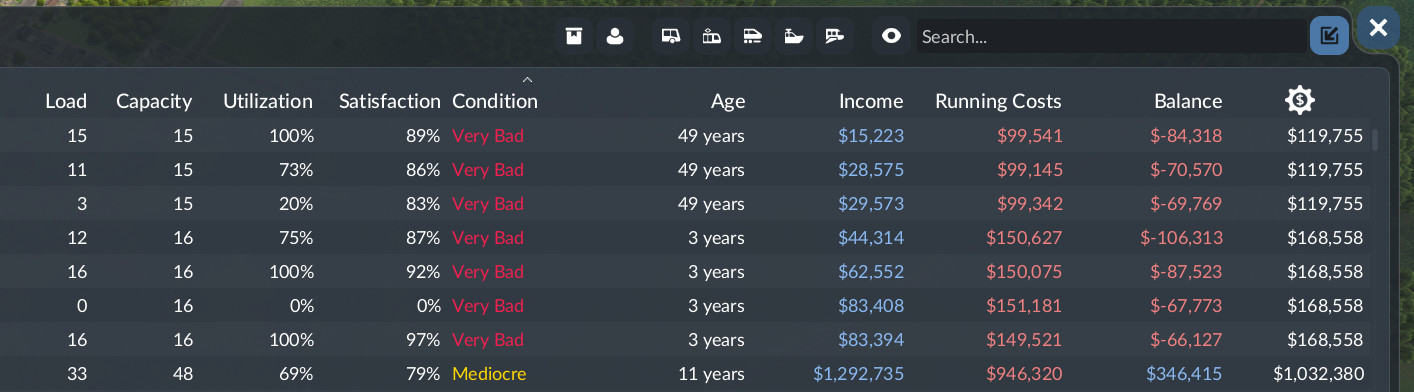 Search...
Load Capacity Utilization Satisfaction Condition Age Income Running Costs Balance
15 15 100% 89% Very Bad 49 years $15,223 $99,541 $-84,318 $119,755
11 15 73% 86% Very Bad 49 years $28,575 $99,145 $-70,570 $119,755
3 15 20% 83% Very Bad 49 years $29,573 $99,342 $-69,769 $119,755
12 16 75% 87% Very Bad 3 years $44,314 $150,627 $-106,313 $168,558
16 16 100% 92% Very Bad 3 years $62,552 $150,075 $-87,523 $168,558
0 16 0% 0% Very Bad 3 years $83,408 $151,181 $-67,773 $168,558
16 16 100% 97% Very Bad 3 years $83,394 $149,521 $-66,127 $168,558
33 48 69% 79% Mediocre 11 years $1,292,735 $946,320 $346,415 $1,032,380